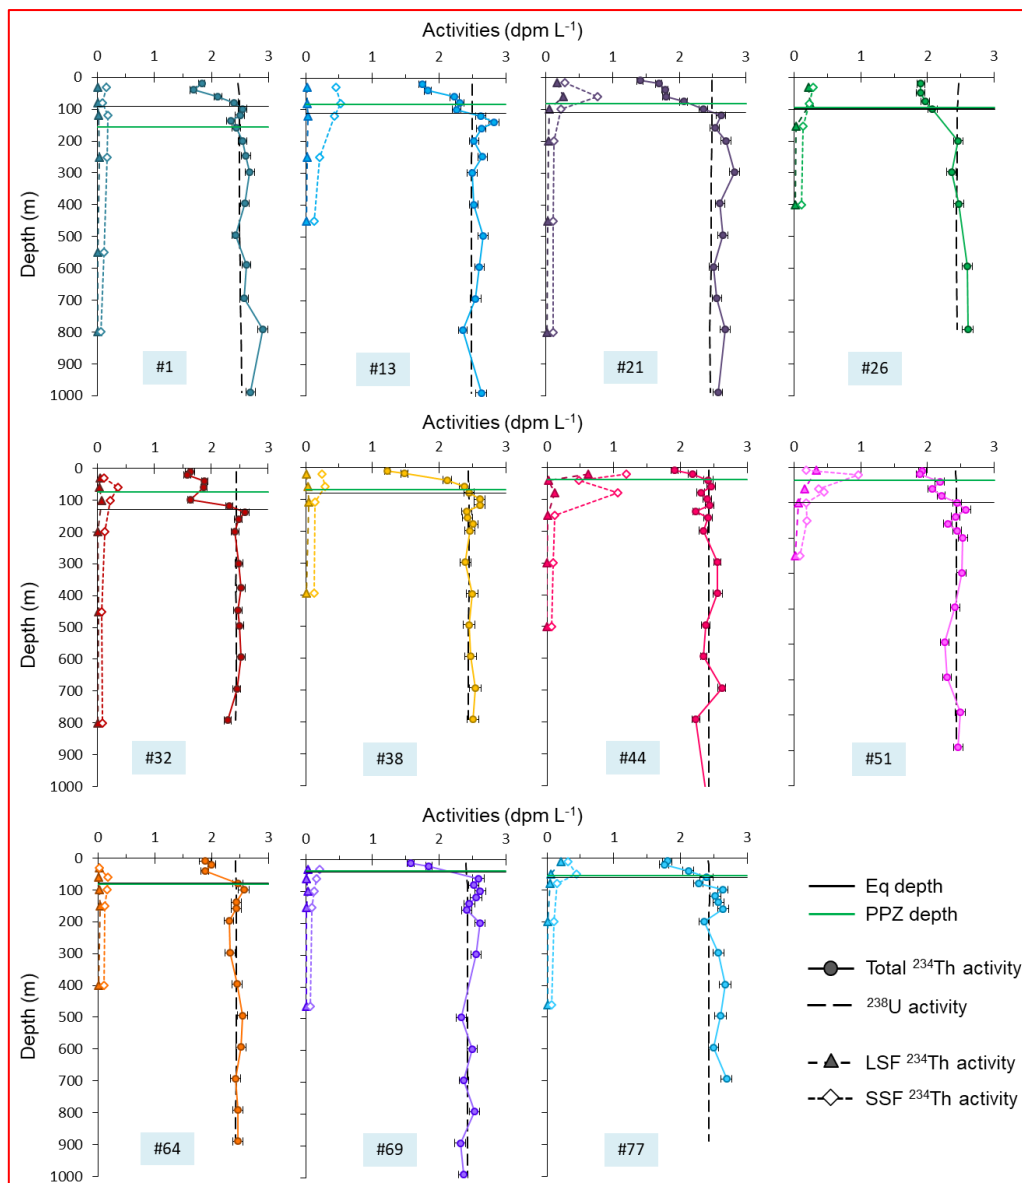 Activities (dpm L⁻¹)
0 1 2 3 0 1 2 3 0 1 2 3 0 1 2 3
Depth (m)
0
100
200
300
400
500
600
700
800
900
1000
#1 #13 #21 #26
Activities (dpm L⁻¹)
0 1 2 3 0 1 2 3 0 1 2 3 0 1 2 3
Depth (m)
0
100
200
300
400
500
600
700
800
900
1000
#32 #38 #44 #51
Activities (dpm L⁻¹)
0 1 2 3 0 1 2 3 0 1 2 3
Depth (m)
0
100
200
300
400
500
600
700
800
900
1000
#64 #69 #77
Eq depth
PPZ depth
Total ²³⁴Th activity
²³⁸U activity
LSF ²³⁴Th activity
SSF ²³⁴Th activity